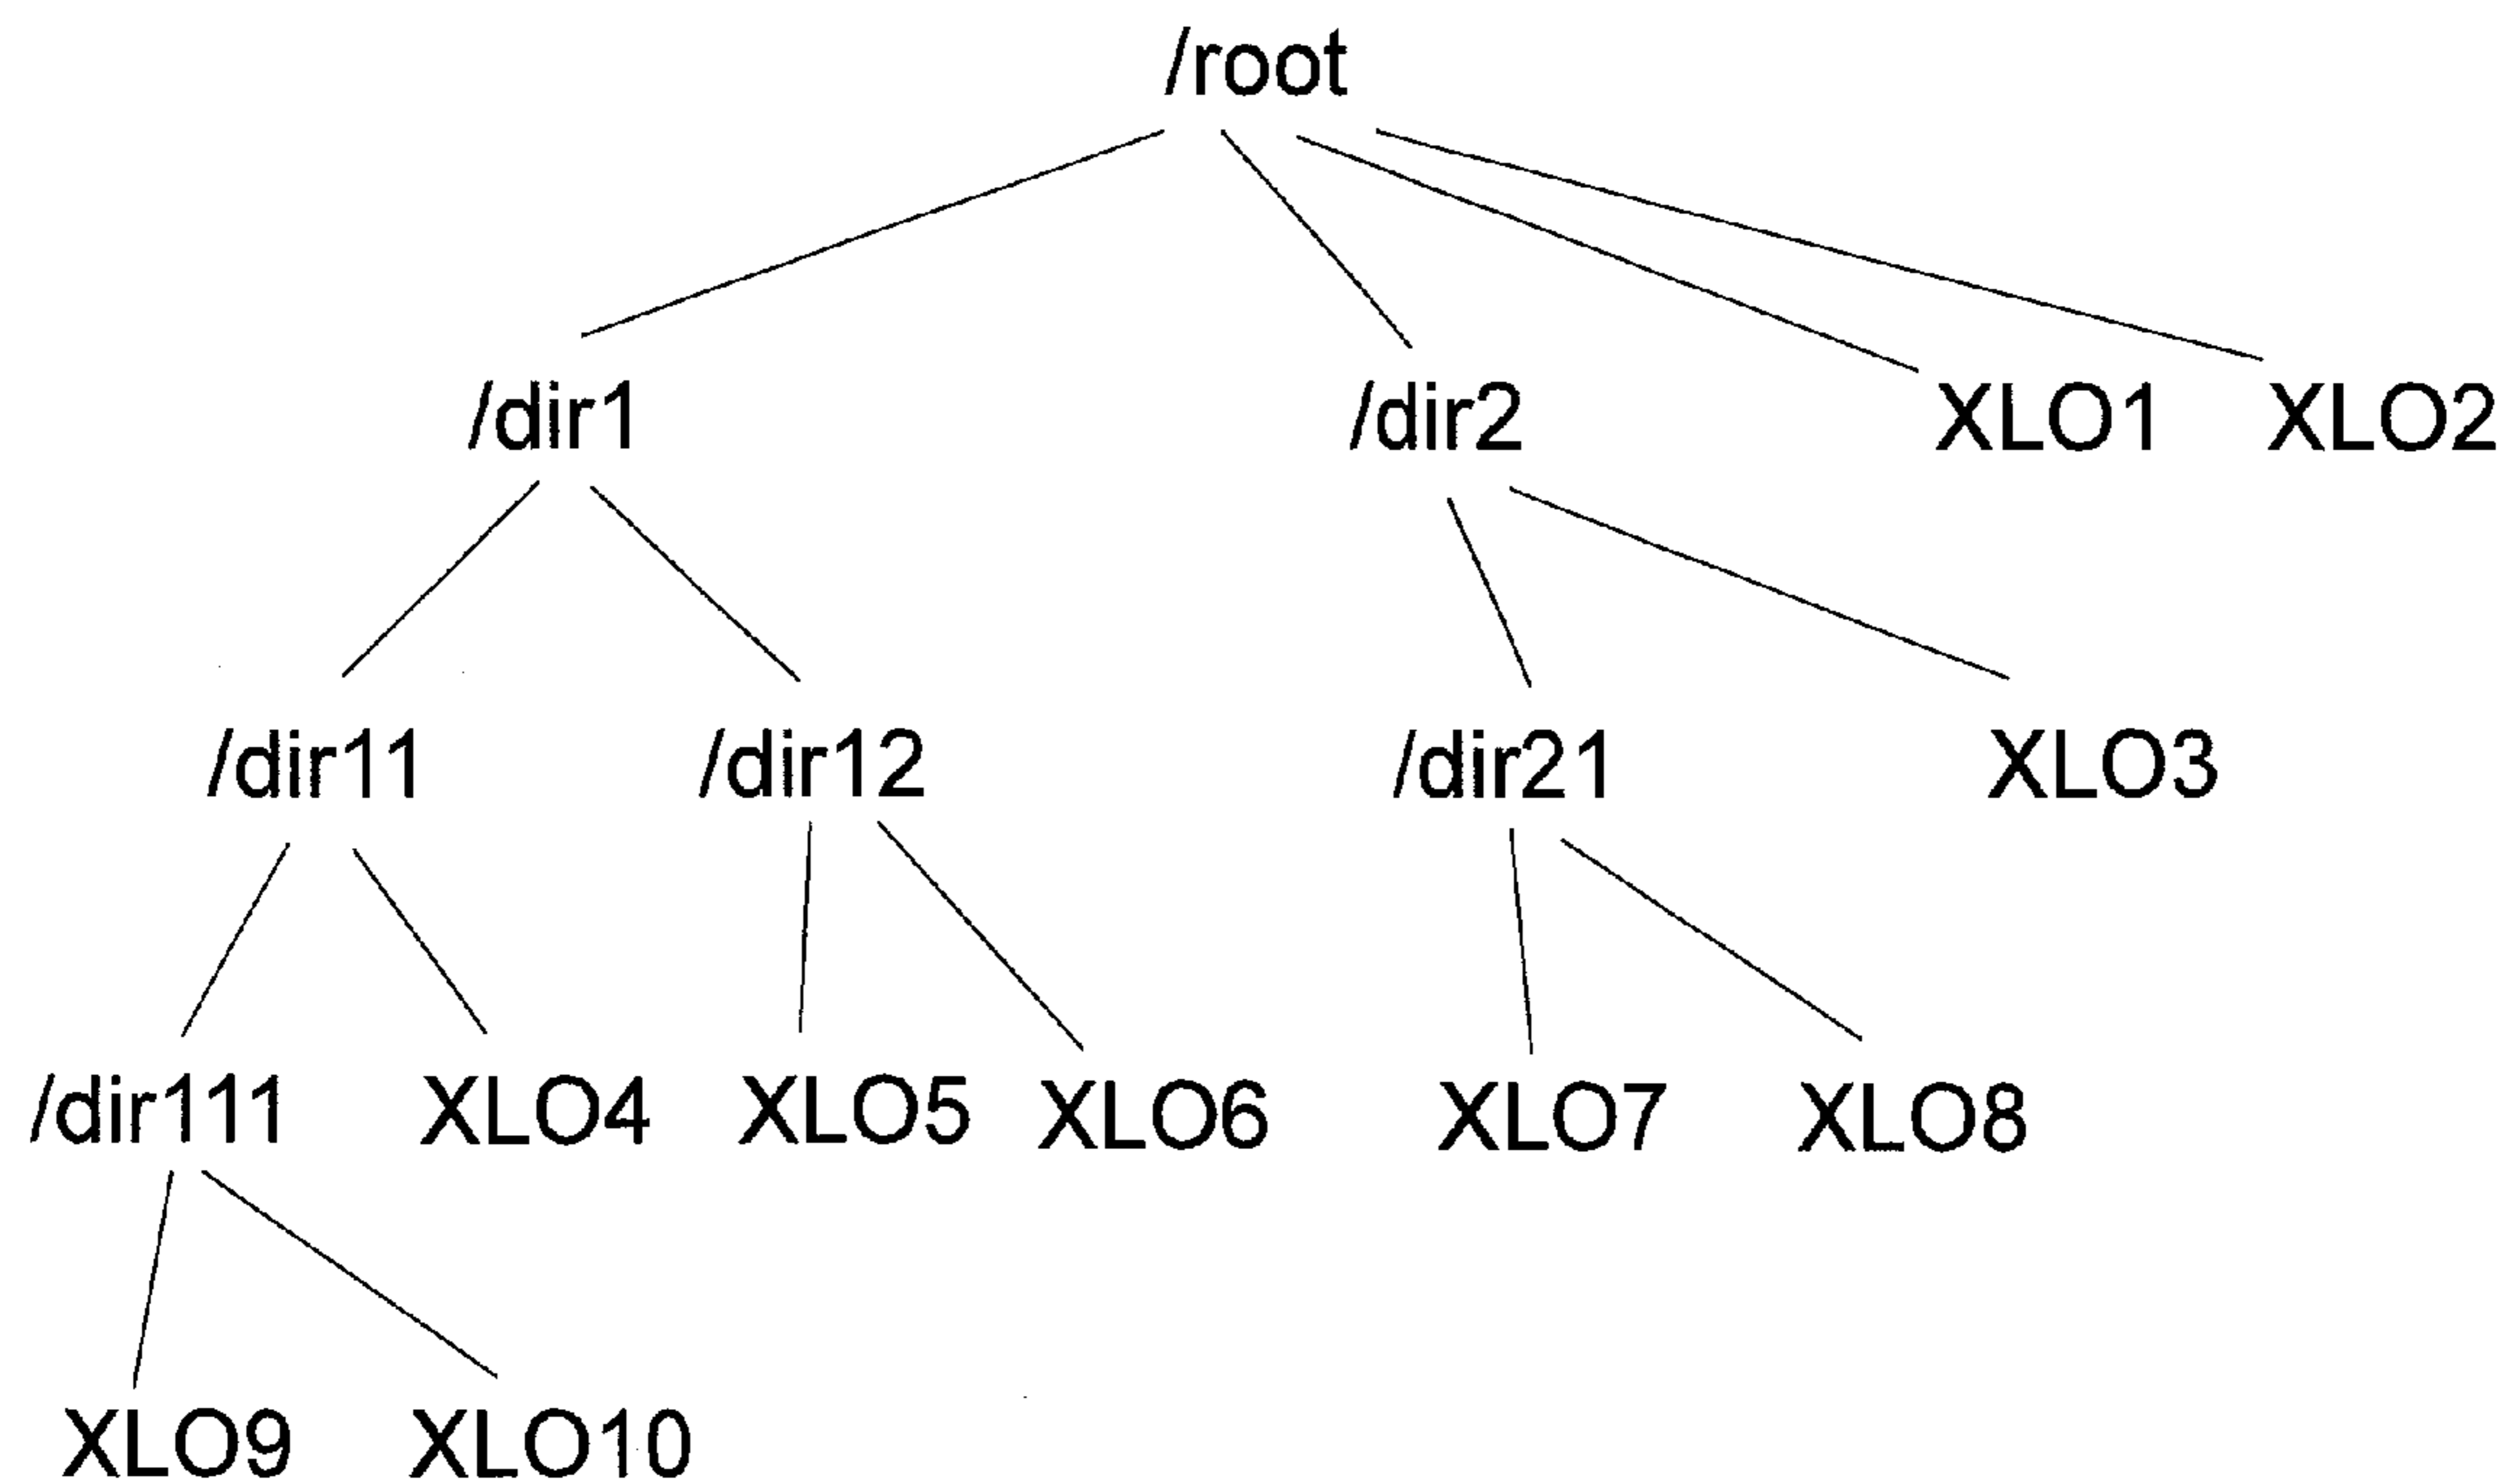 /root
/dir1 /dir2 XLO1 XLO2
/dir11 /dir12 /dir21 XLO3
/dir111 XLO4 XLO5 XLO6 XLO7 XLO8
XLO9 XLO10